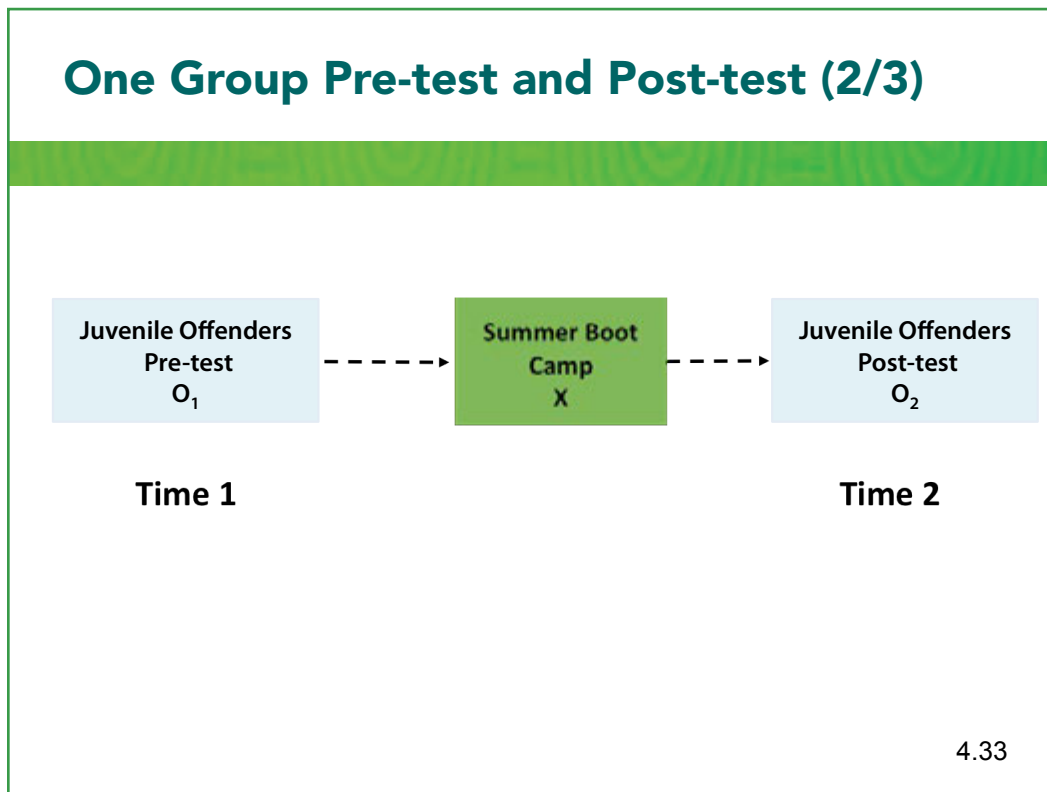 One Group Pre-test and Post-test (2/3)
Juvenile Offenders
Pre-test
O₁
Summer Boot
Camp
X
Juvenile Offenders
Post-test
O₂
Time 1
Time 2
4.33